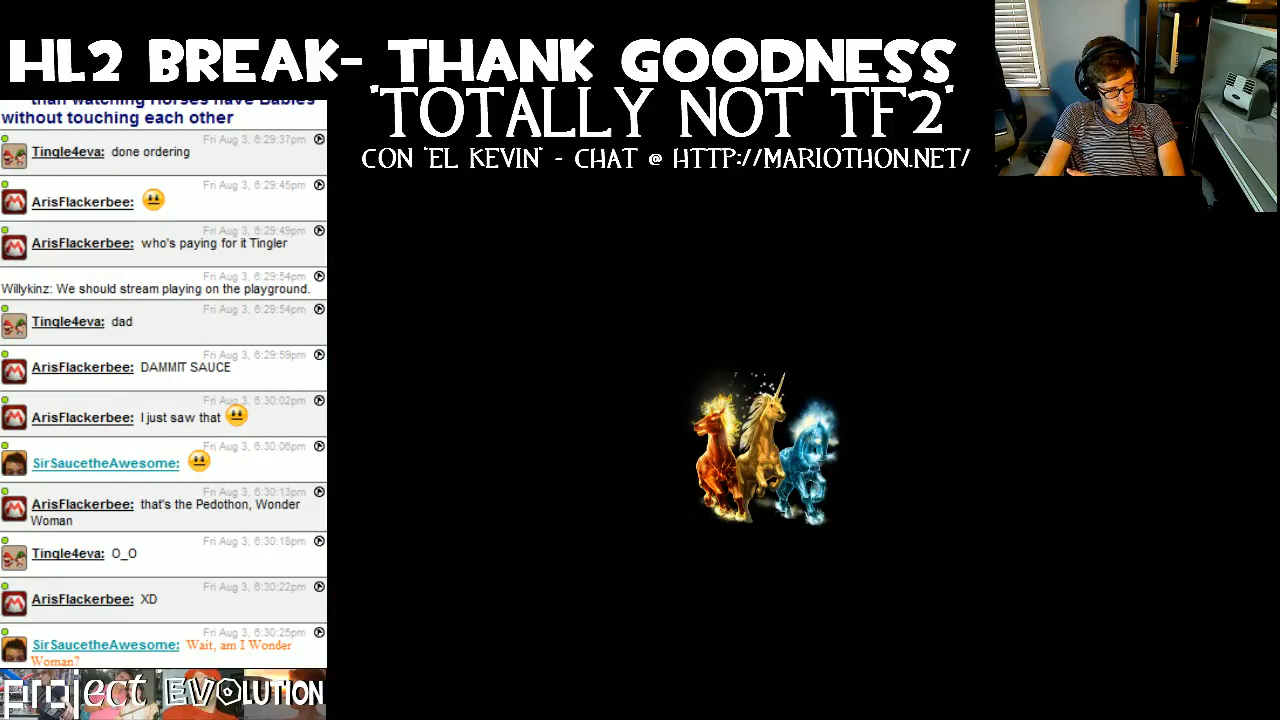 HL2 BREAK- THANK GOODNESS
"TOTALLY NOT TF2"
CON "EL KEVIN" - CHAT @ HTTP://MARIOTHON.NET/
than watching Horses have Babies
without touching each other
Fri Aug 3, 6:29:37pm
Tingle4eva: done ordering
Fri Aug 3, 6:29:45pm
ArisFlackerbee:
Fri Aug 3, 6:29:49pm
ArisFlackerbee: who's paying for it Tingler
Fri Aug 3, 6:29:54pm
Willykinz: We should stream playing on the playground.
Fri Aug 3, 6:29:54pm
Tingle4eva: dad
Fri Aug 3, 6:29:59pm
ArisFlackerbee: DAMMIT SAUCE
Fri Aug 3, 6:30:02pm
ArisFlackerbee: I just saw that
Fri Aug 3, 6:30:06pm
SirSaucetheAwesome:
Fri Aug 3, 6:30:13pm
ArisFlackerbee: that's the Pedothon, Wonder
Woman
Fri Aug 3, 6:30:18pm
Tingle4eva: O_O
Fri Aug 3, 6:30:22pm
ArisFlackerbee: XD
Fri Aug 3, 6:30:25pm
SirSaucetheAwesome: Wait, am I Wonder
Woman?
project EVOLUTION